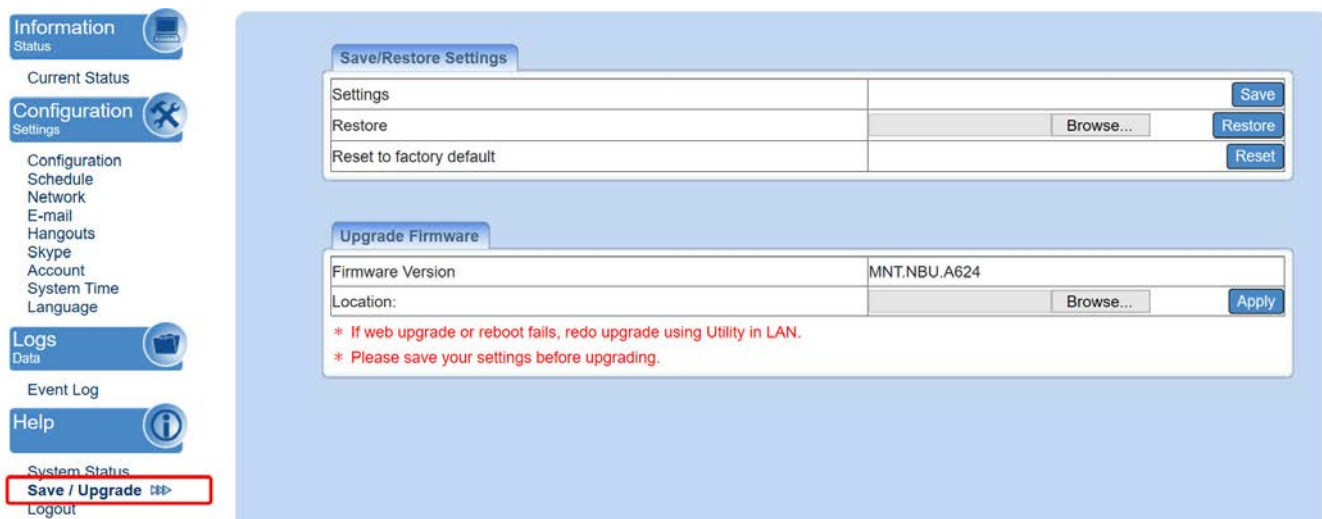 Information
Status
Current Status
Configuration
Settings
Configuration
Schedule
Network
E-mail
Hangouts
Skype
Account
System Time
Language
Logs
Data
Event Log
Help
System Status
Save / Upgrade
Logout
Save/Restore Settings
Settings Save
Restore Browse... Restore
Reset to factory default Reset
Upgrade Firmware
Firmware Version MNT.NBU.A624
Location: Browse... Apply
* If web upgrade or reboot fails, redo upgrade using Utility in LAN.
* Please save your settings before upgrading.